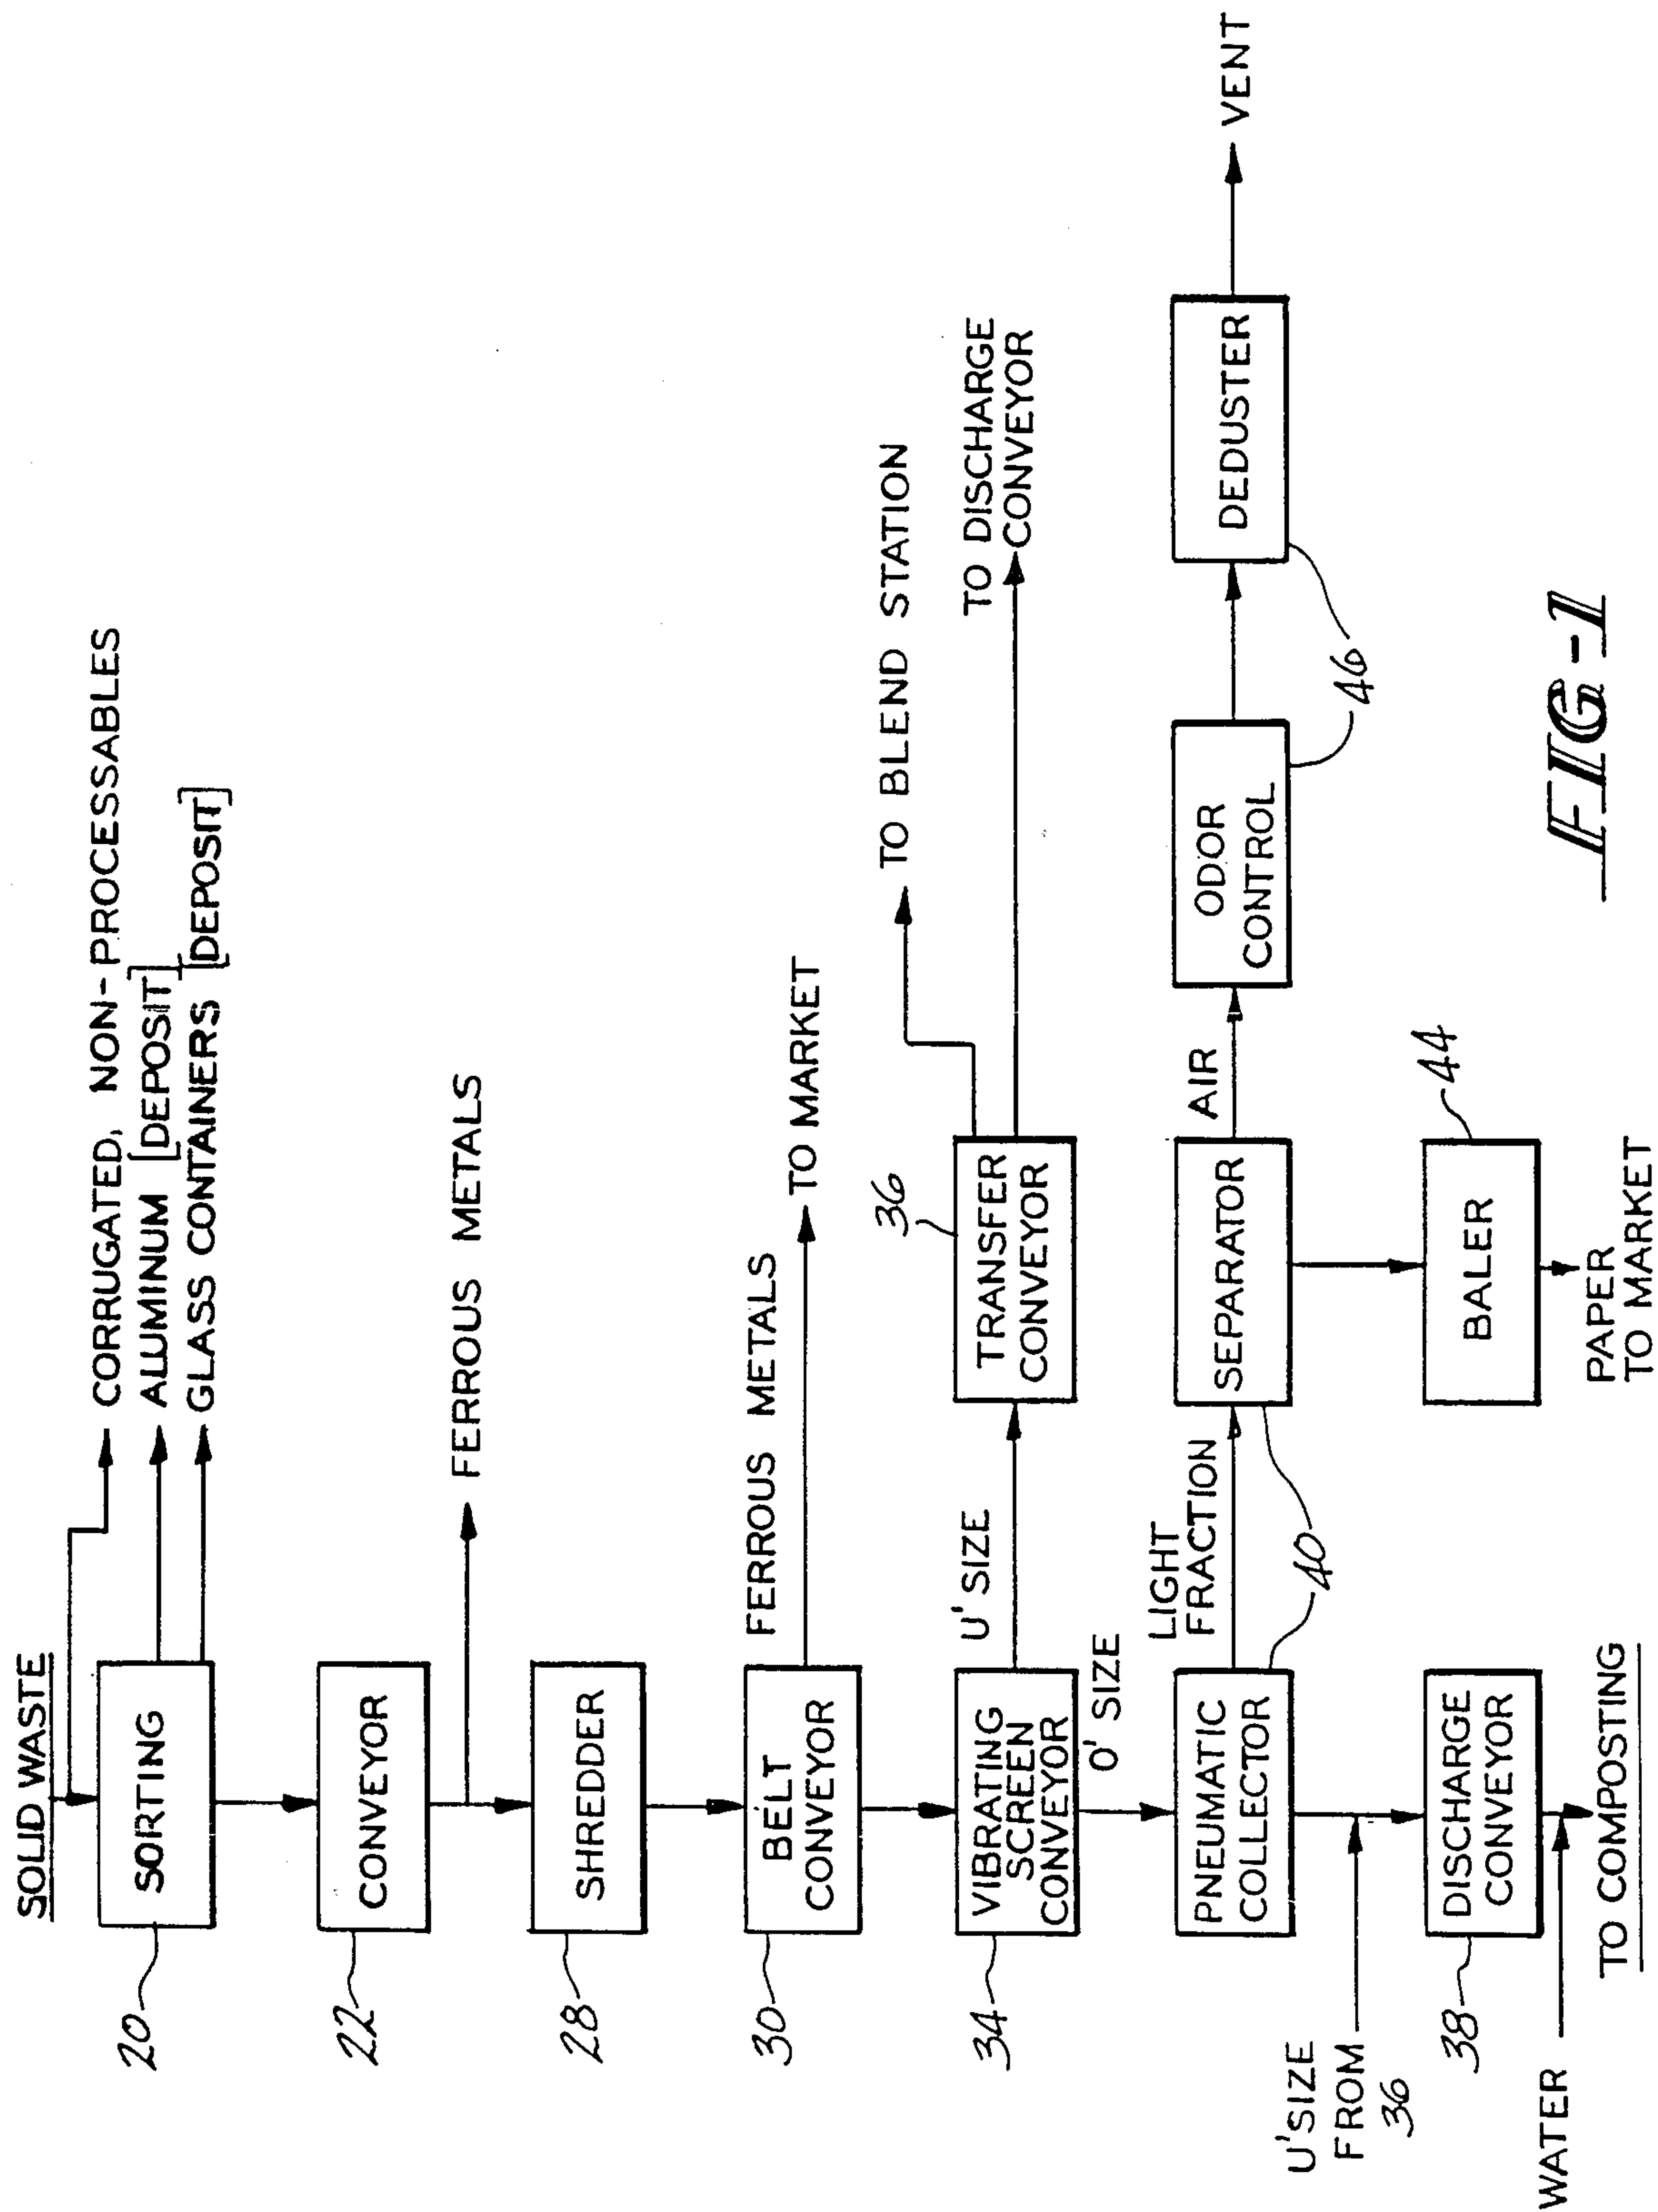 SOLID WASTE
CORRUGATED, NON-PROCESSABLES
ALUMINUM [DEPOSIT]
GLASS CONTAINERS [DEPOSIT]
20
SORTING
22
CONVEYOR
FERROUS METALS
28
SHREDDER
30
BELT
CONVEYOR
FERROUS METALS
TO MARKET
34
VIBRATING
SCREEN
CONVEYOR
U'SIZE
36
TRANSFER
CONVEYOR
TO BLEND STATION
TO DISCHARGE
CONVEYOR
O' SIZE
PNEUMATIC
COLLECTOR
LIGHT
FRACTION
40
SEPARATOR
AIR
ODOR
CONTROL
46
DEDUSTER
VENT
U'SIZE
FROM
36
38
DISCHARGE
CONVEYOR
44
BALER
PAPER
TO MARKET
WATER
TO COMPOSTING
FIG-1